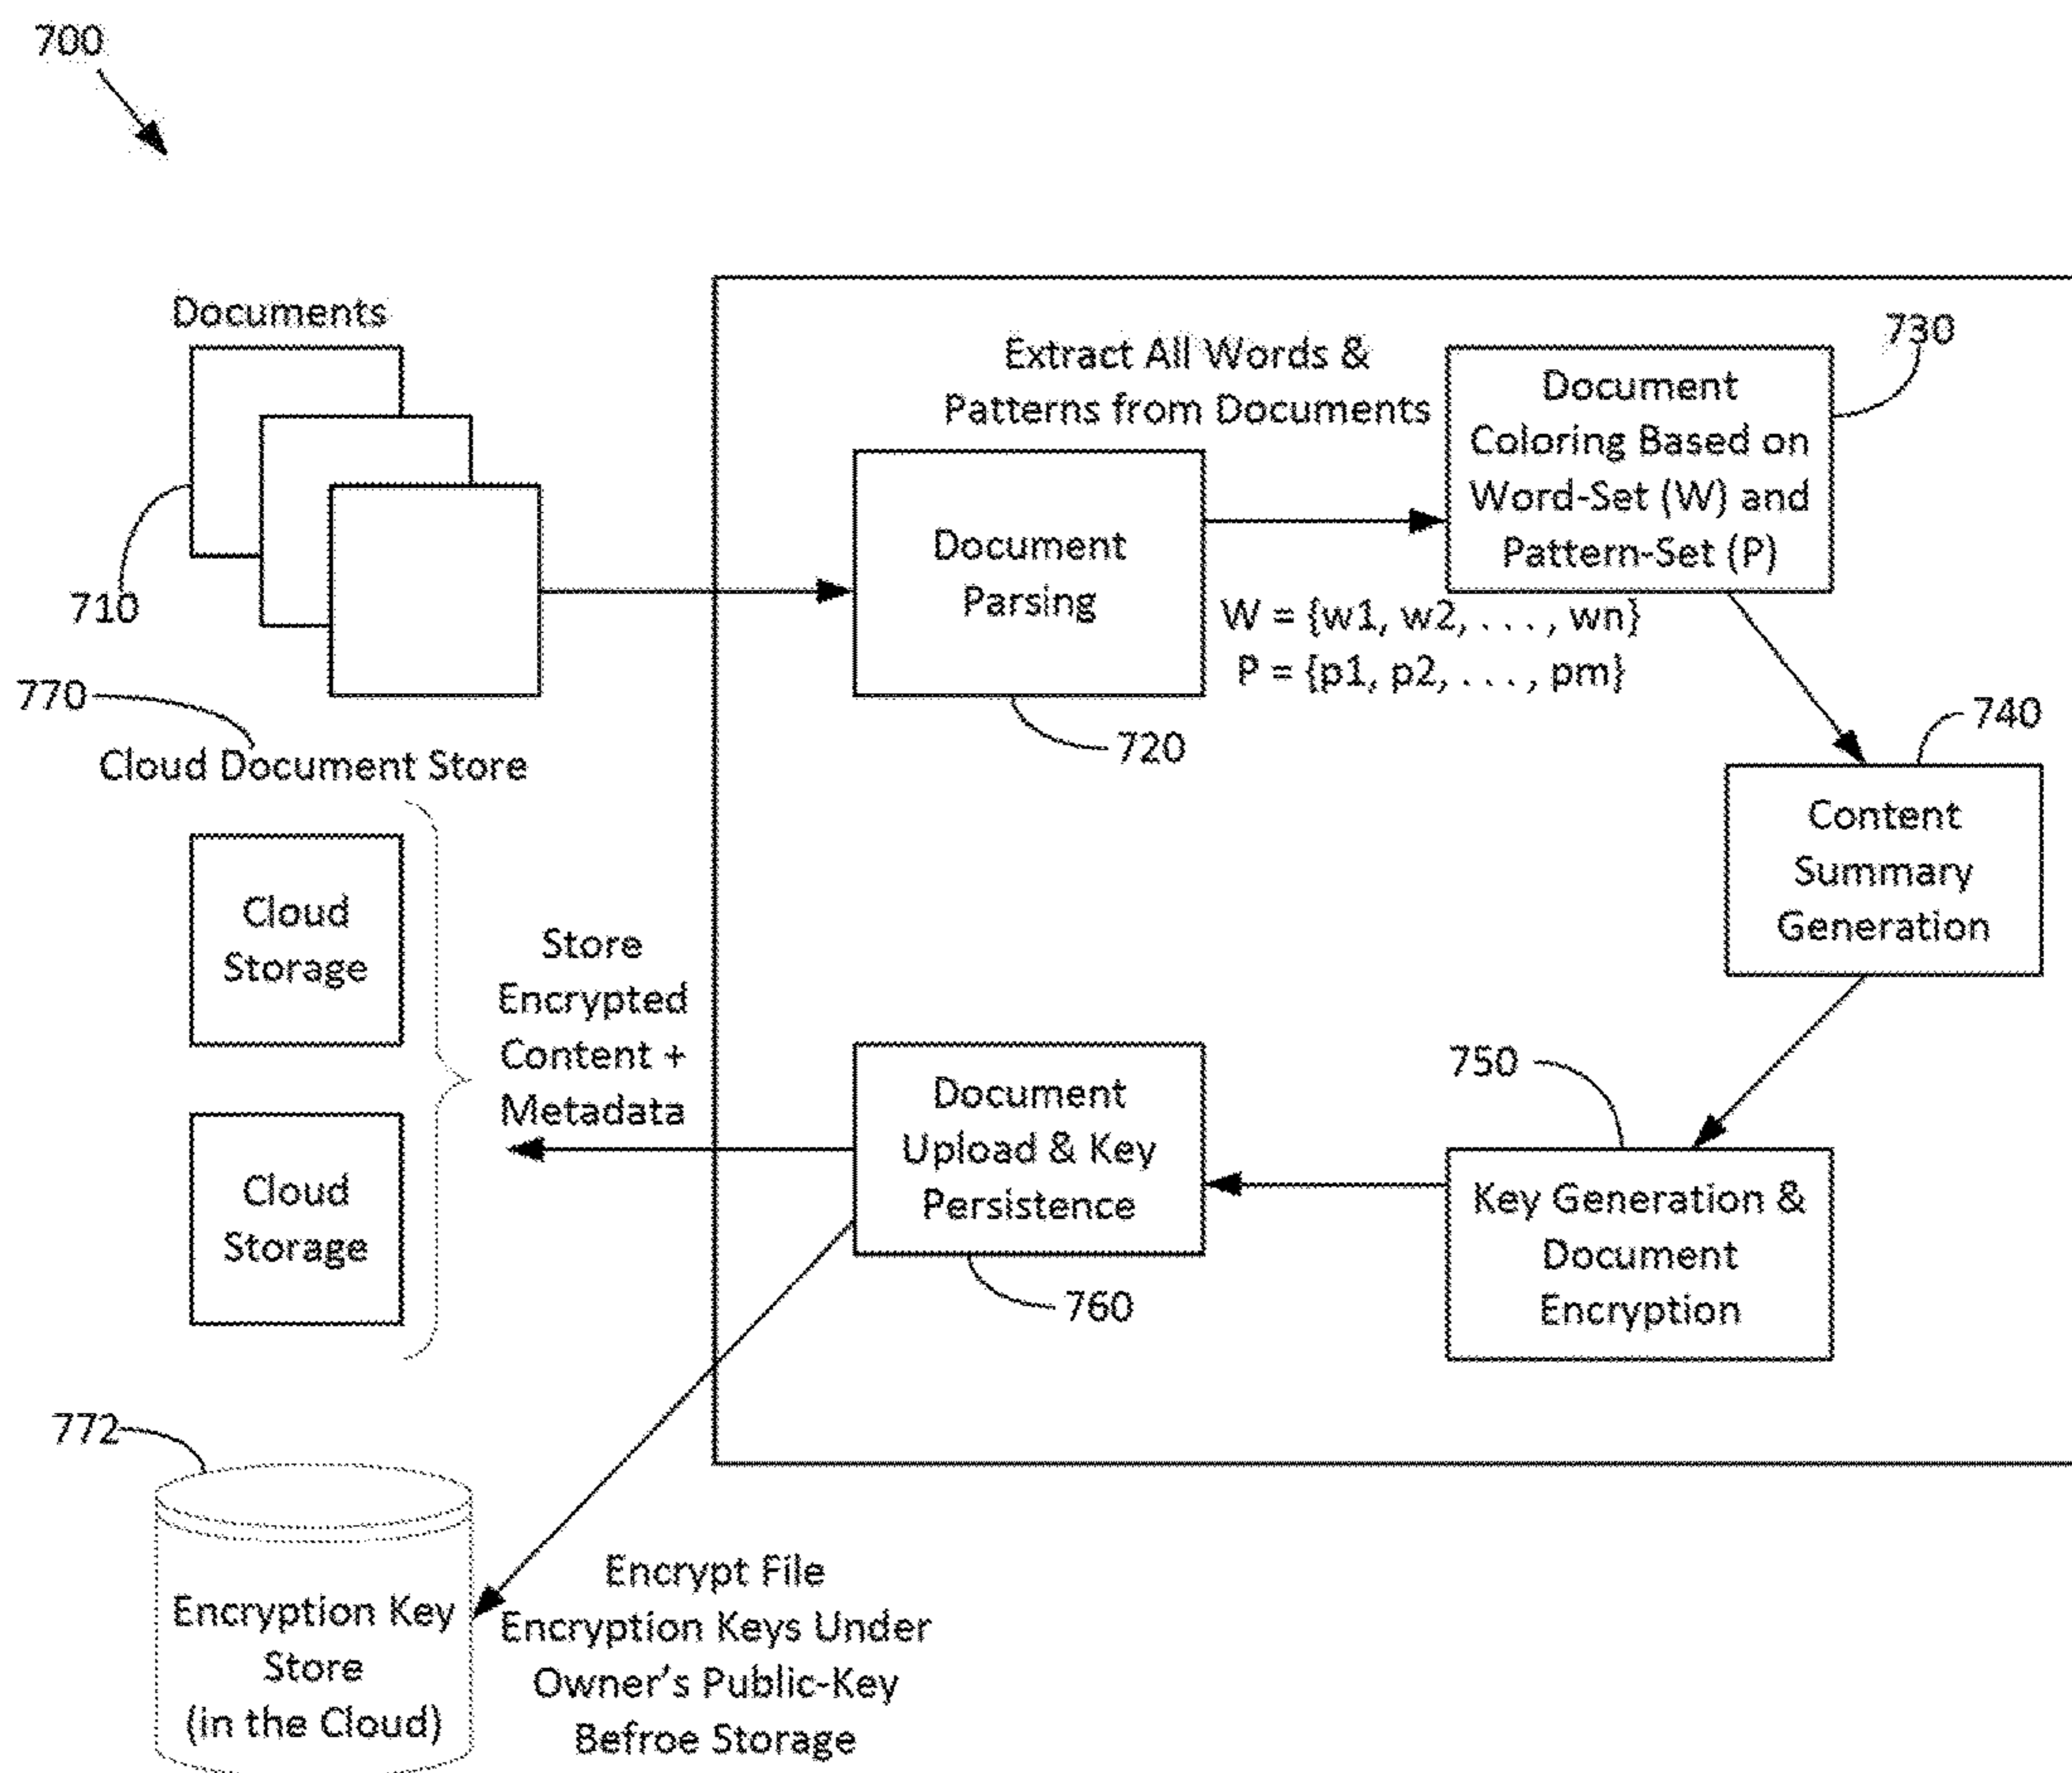 700
Documents
710
Extract All Words &
Patterns from Documents
Document
Parsing
720
W = {w1, w2, . . . , wn}
P = {p1, p2, . . . , pm}
730
Document
Coloring Based on
Word-Set (W) and
Pattern-Set (P)
740
Content
Summary
Generation
750
Key Generation &
Document
Encryption
Document
Upload & Key
Persistence
760
770
Cloud Document Store
Cloud
Storage
Cloud
Storage
Store
Encrypted
Content +
Metadata
772
Encryption Key
Store
(in the Cloud)
Encrypt File
Encryption Keys Under
Owner's Public-Key
Befroe Storage